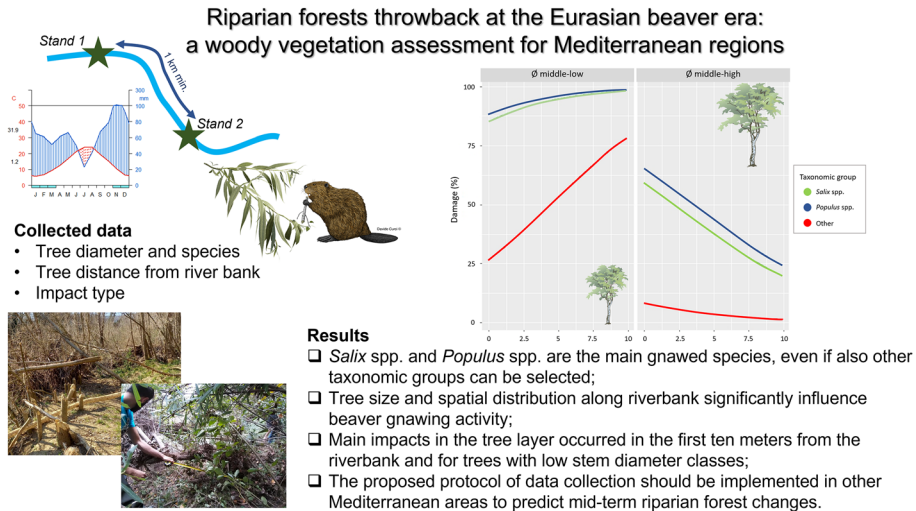 Riparian forests throwback at the Eurasian beaver era:
a woody vegetation assessment for Mediterranean regions
Stand 1
1 km min.
Stand 2
C
mm
300
50
100
40
80
31.9
30
60
20
40
1.2
10
20
0
0
J F M A M J J A S O N D
Collected data
• Tree diameter and species
• Tree distance from river bank
• Impact type
Ø middle-low
Ø middle-high
Damage (%)
100
75
50
25
0
0 2.5 5.0 7.5 10
0 2.5 5.0 7.5 10
Taxonomic group
Salix spp.
Populus spp.
Other
Results
❑ Salix spp. and Populus spp. are the main gnawed species, even if also other
taxonomic groups can be selected;
❑ Tree size and spatial distribution along riverbank significantly influence
beaver gnawing activity;
❑ Main impacts in the tree layer occurred in the first ten meters from the
riverbank and for trees with low stem diameter classes;
❑ The proposed protocol of data collection should be implemented in other
Mediterranean areas to predict mid-term riparian forest changes.